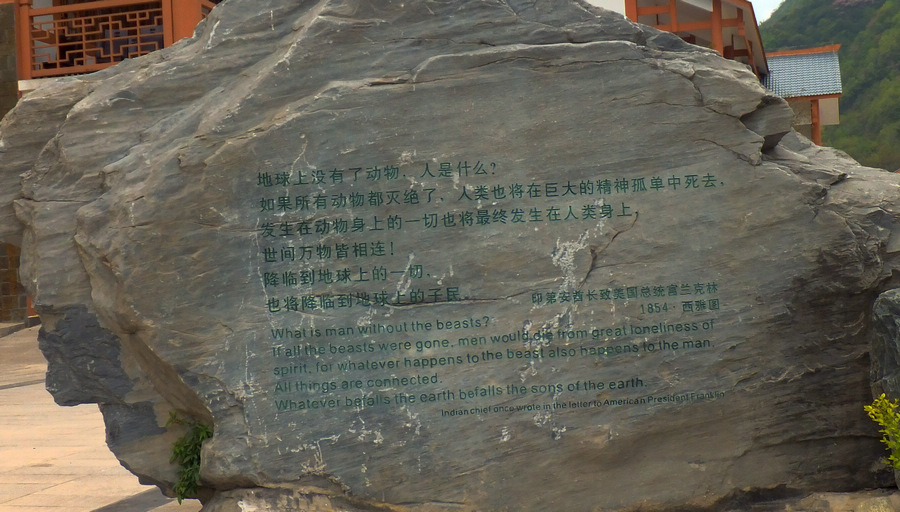 地球上没有了动物，人是什么？
如果所有动物都灭绝了，人类也将在巨大的精神孤单中死去，
发生在动物身上的一切也将最终发生在人类身上，
世间万物皆相连！
降临到地球上的一切，
也将降临到地球上的子民。
印第安酋长致美国总统富兰克林
1854·西雅图
What is man without the beasts?
If all the beasts were gone, men would die from great loneliness of
spirit, for whatever happens to the beast also happens to the man.
All things are connected.
Whatever befalls the earth befalls the sons of the earth.
Indian chief once wrote in the letter to American President Franklin